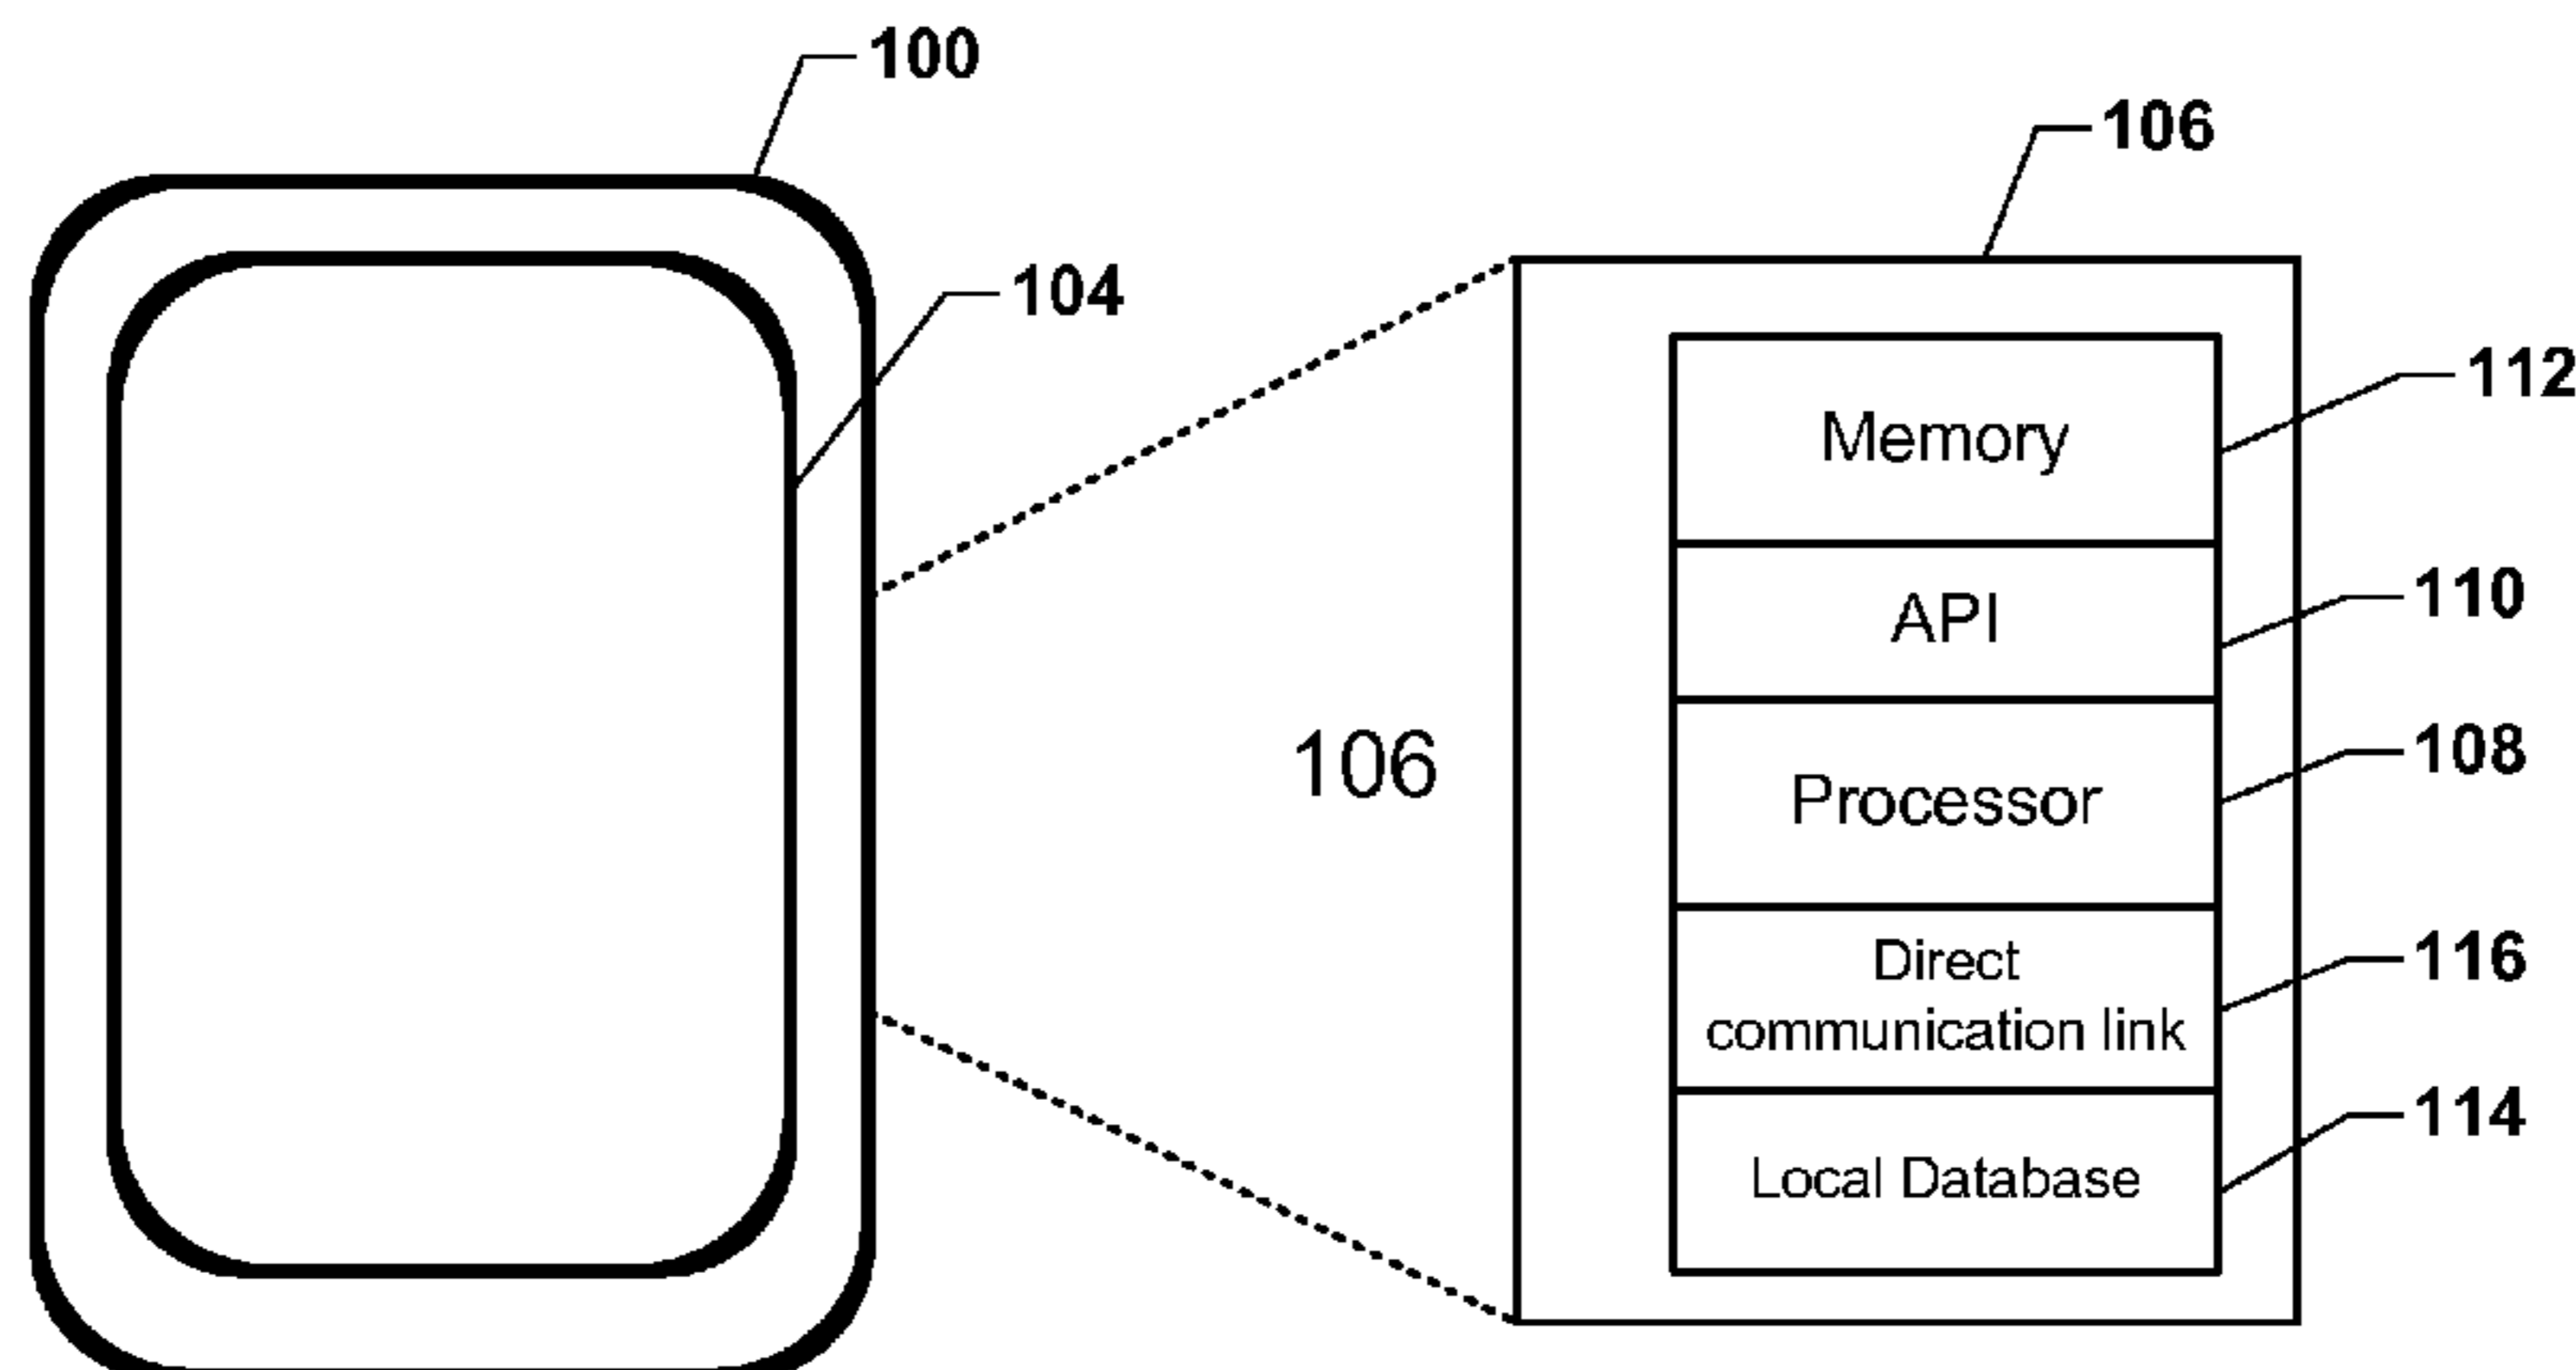 100
106
104
112
Memory
110
API
108
106
Processor
116
Direct
communication link
114
Local Database